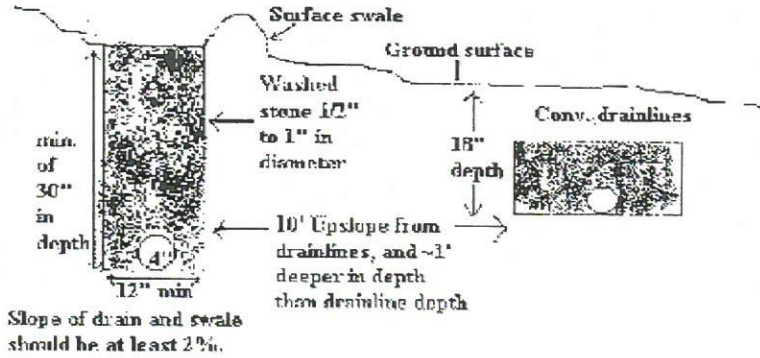 Surface swale
Ground surface
Washed
stone 1/2"
to 1" in
diameter
Conv. drainlines
min.
of
30"
in
depth
18"
depth
10' Upslope from
drainlines, and ~1'
deeper in depth
than drainline depth
4"
12" min
Slope of drain and swale
should be at least 2%.